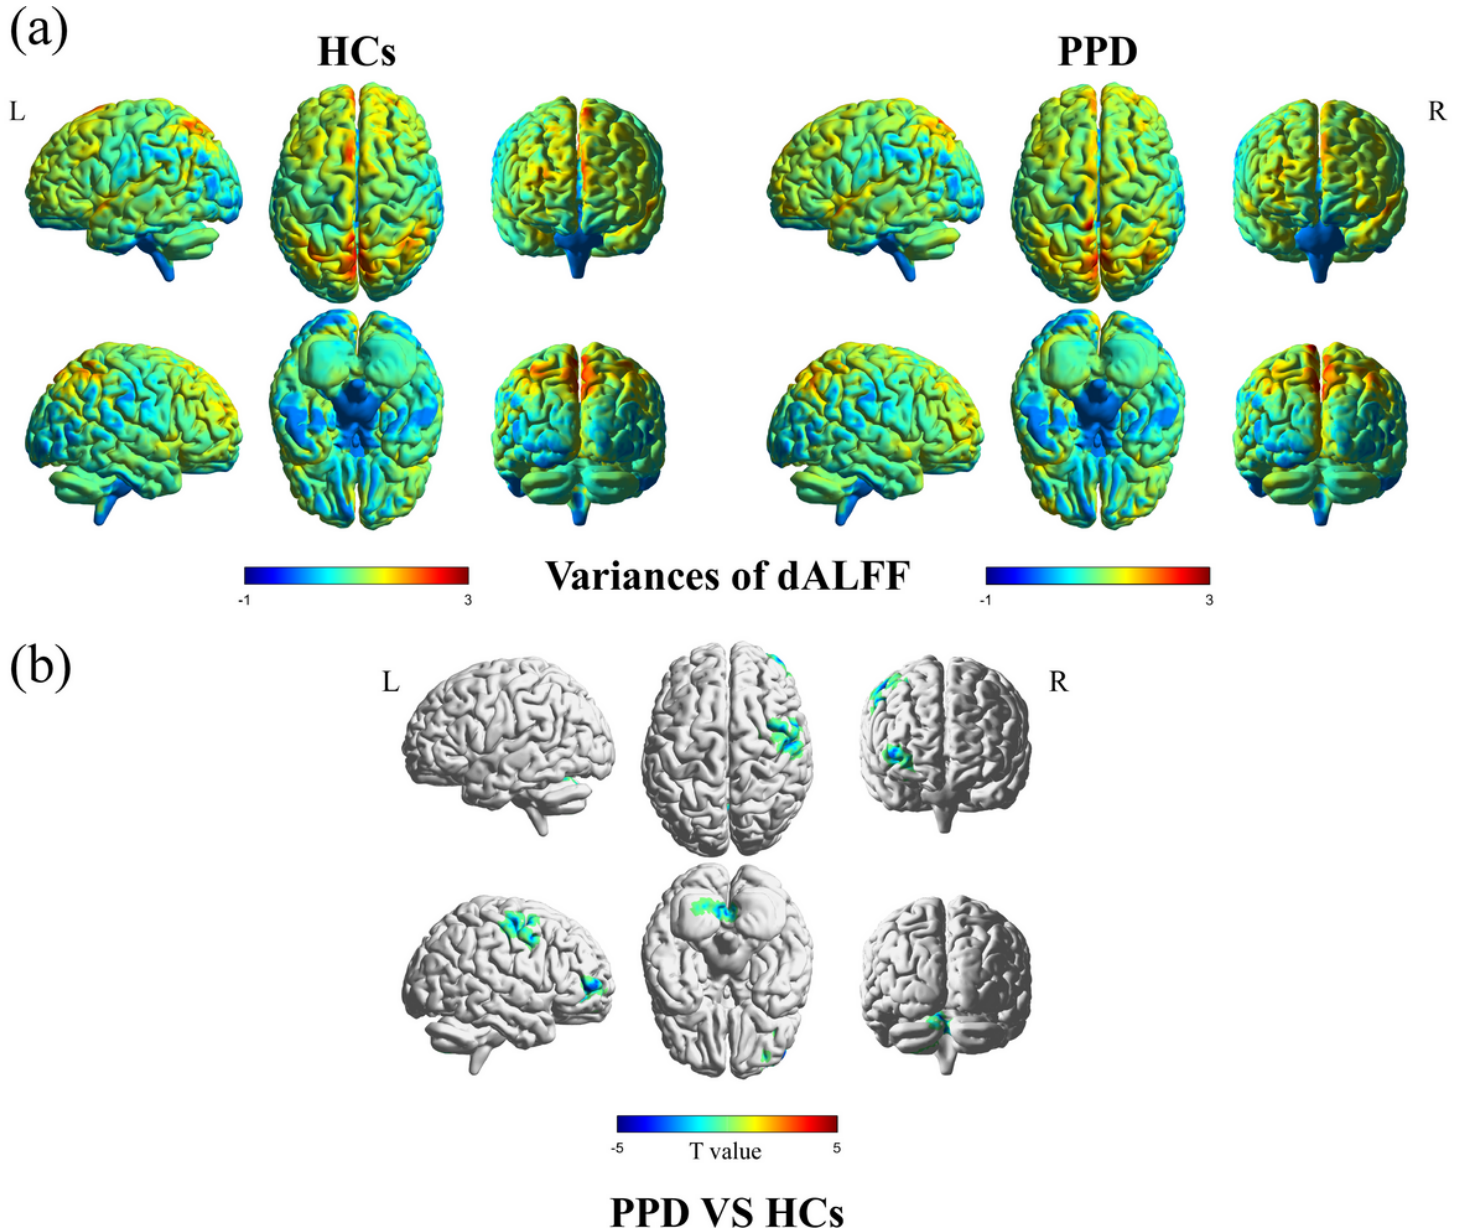 (a)
HCs
PPD
L
R
-1
3
Variances of dALFF
-1
3
(b)
L
R
-5
T value
5
PPD VS HCs